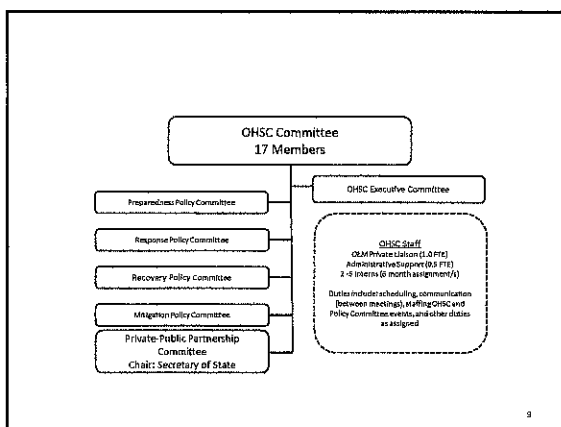 OHSC Committee
17 Members
OHSC Executive Committee
Preparedness Policy Committee
Response Policy Committee
Recovery Policy Committee
Mitigation Policy Committee
Private-Public Partnership
Committee
Chair: Secretary of State
OHSC Staff
OEM Private Liaison (1.0 FTE)
Administrative Support (0.5 FTE)
2 -5 Interns (6 month assignment/s)
Duties include: scheduling, communication
(between meetings), staffing OHSC and
Policy Committee events, and other duties
as assigned
9